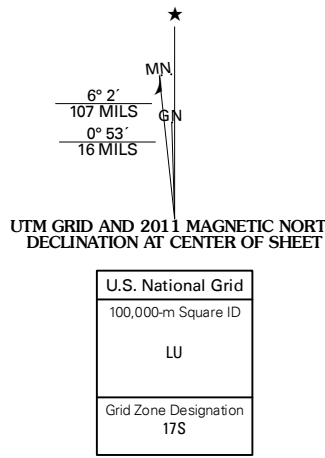 ★
MN
6° 2´
107 MILS
GN
0° 53´
16 MILS
UTM GRID AND 2011 MAGNETIC NORT
DECLINATION AT CENTER OF SHEET
U.S. National Grid
100,000-m Square ID
LU
Grid Zone Designation
17S